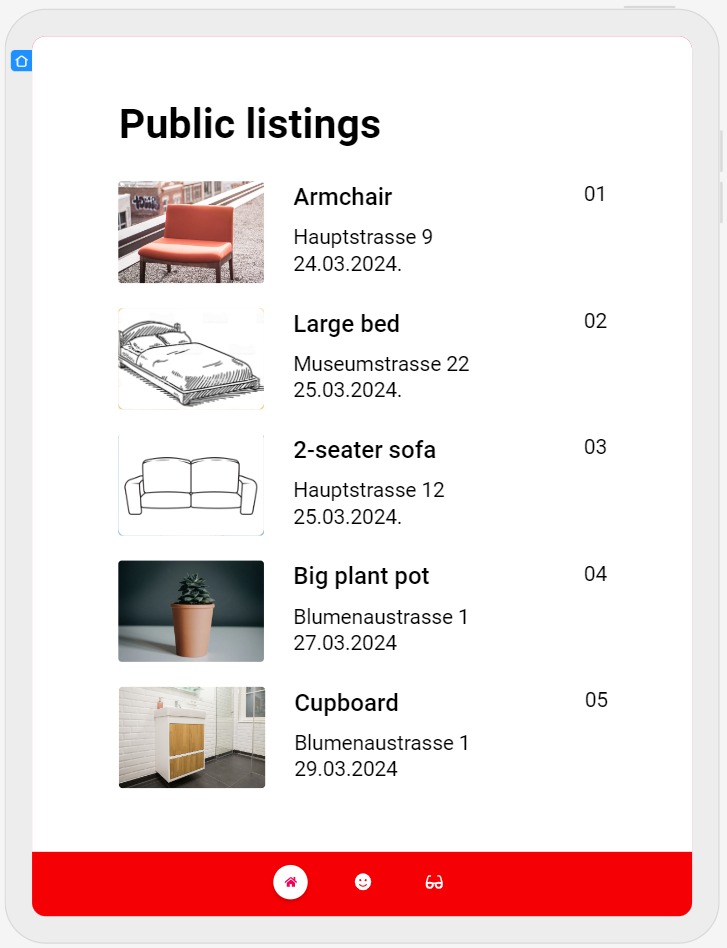 Public listings
Armchair
01
Hauptstrasse 9
24.03.2024.
Large bed
02
Museumstrasse 22
25.03.2024.
2-seater sofa
03
Hauptstrasse 12
25.03.2024.
Big plant pot
04
Blumenaustrasse 1
27.03.2024
Cupboard
05
Blumenaustrasse 1
29.03.2024